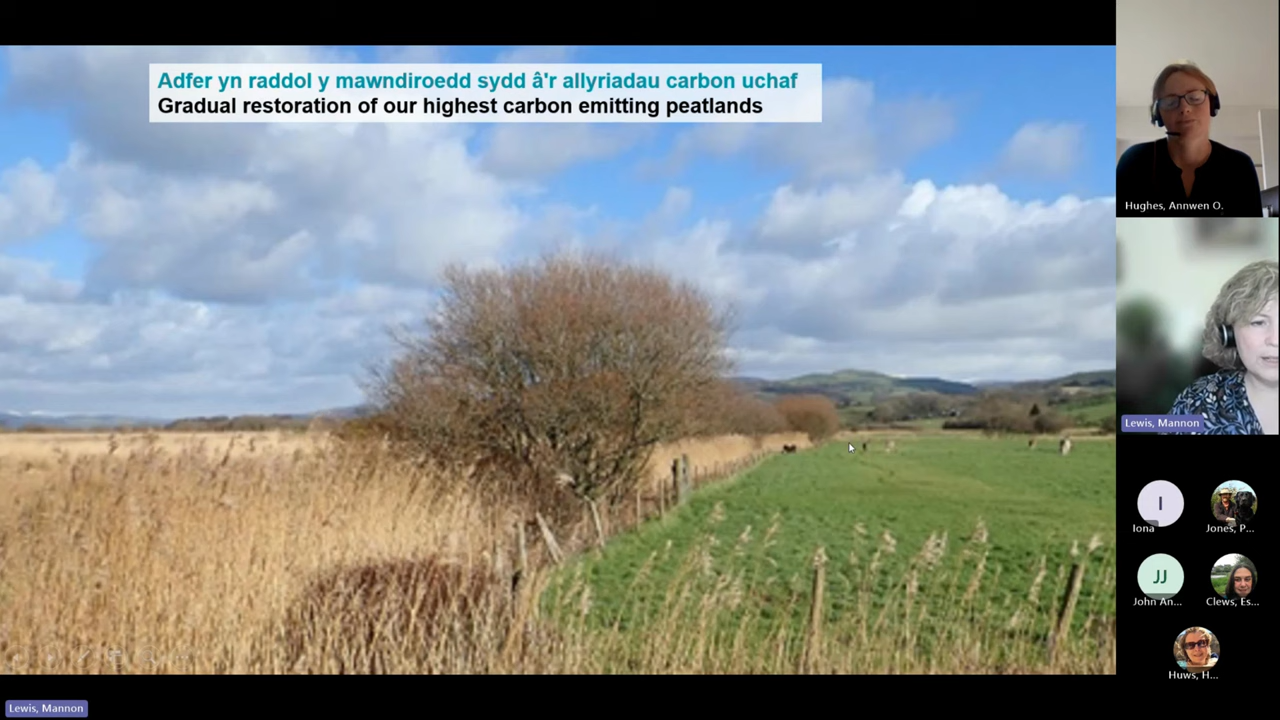 Adfer yn raddol y mawndiroedd sydd â'r allyriadau carbon uchaf
Gradual restoration of our highest carbon emitting peatlands
Hughes, Annwen O.
Lewis, Mannon
I
Iona
Jones, P...
JJ
John An...
Clews, Es...
Huws, H...
Lewis, Mannon